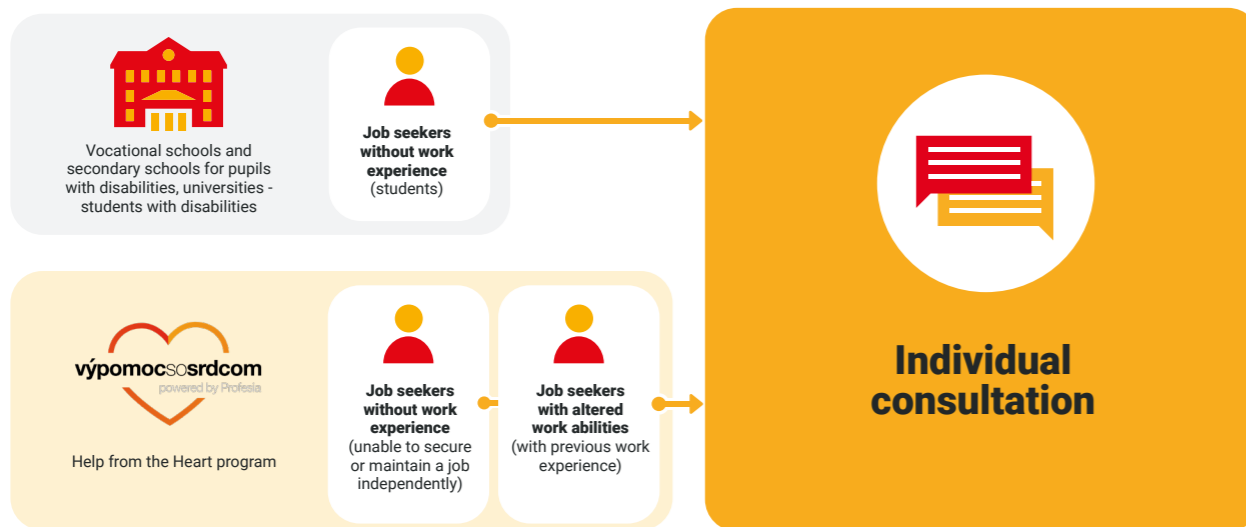 Vocational schools and
secondary schools for pupils
with disabilities, universities -
students with disabilities
Job seekers
without work
experience
(students)
výpomocsosrdcom
powered by Profesia
Help from the Heart program
Job seekers
without work
experience
(unable to secure
or maintain a job
independently)
Job seekers
with altered
work abilities
(with previous work
experience)
Individual
consultation